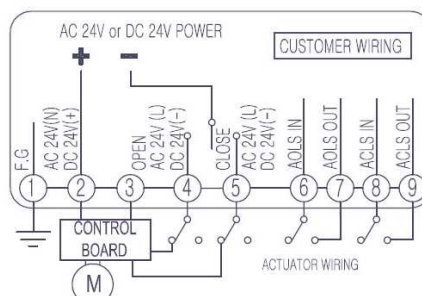 AC 24V or DC 24V POWER
+ −
CUSTOMER WIRING
F.G
AC 24V(N)
DC 24V(+)
OPEN
AC 24V (L)
DC 24V(−)
CLOSE
AC 24V (L)
DC 24V(−)
AOLS IN
AOLS OUT
ACLS IN
ACLS OUT
1 2 3 4 5 6 7 8 9
CONTROL
BOARD
M
ACTUATOR WIRING